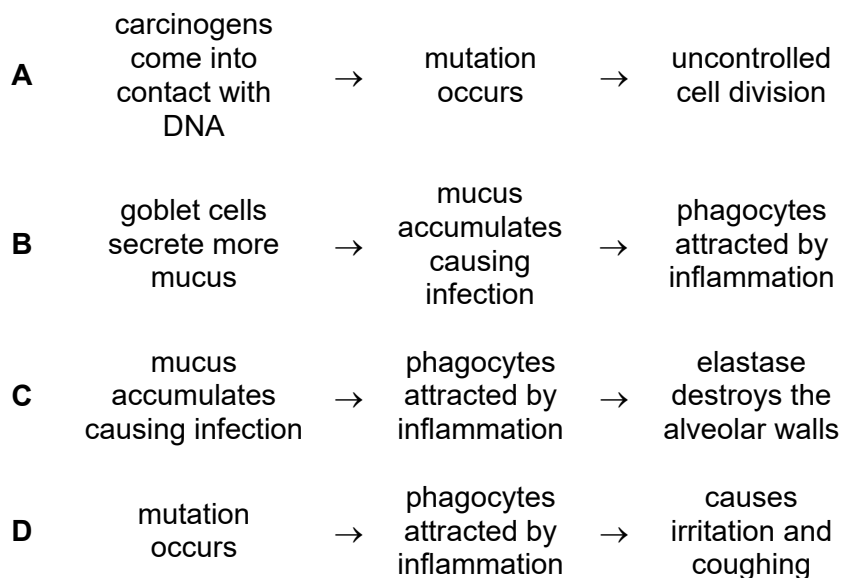 A carcinogens come into contact with DNA → mutation occurs → uncontrolled cell division
B goblet cells secrete more mucus → mucus accumulates causing infection → phagocytes attracted by inflammation
C mucus accumulates causing infection → phagocytes attracted by inflammation → elastase destroys the alveolar walls
D mutation occurs → phagocytes attracted by inflammation → causes irritation and coughing